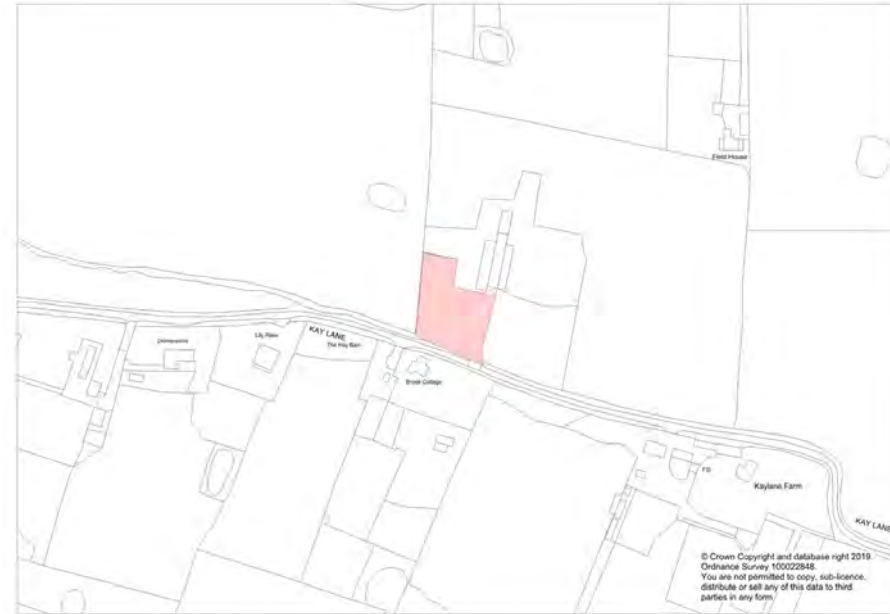 Field House
KAY LANE
The Hay Barn
Brook Cottage
FB
Kaylane Farm
KAY LANE
© Crown Copyright and database right 2019.
Ordnance Survey 100022848.
You are not permitted to copy, sub-licence,
distribute or sell any of this data to third
parties in any form.